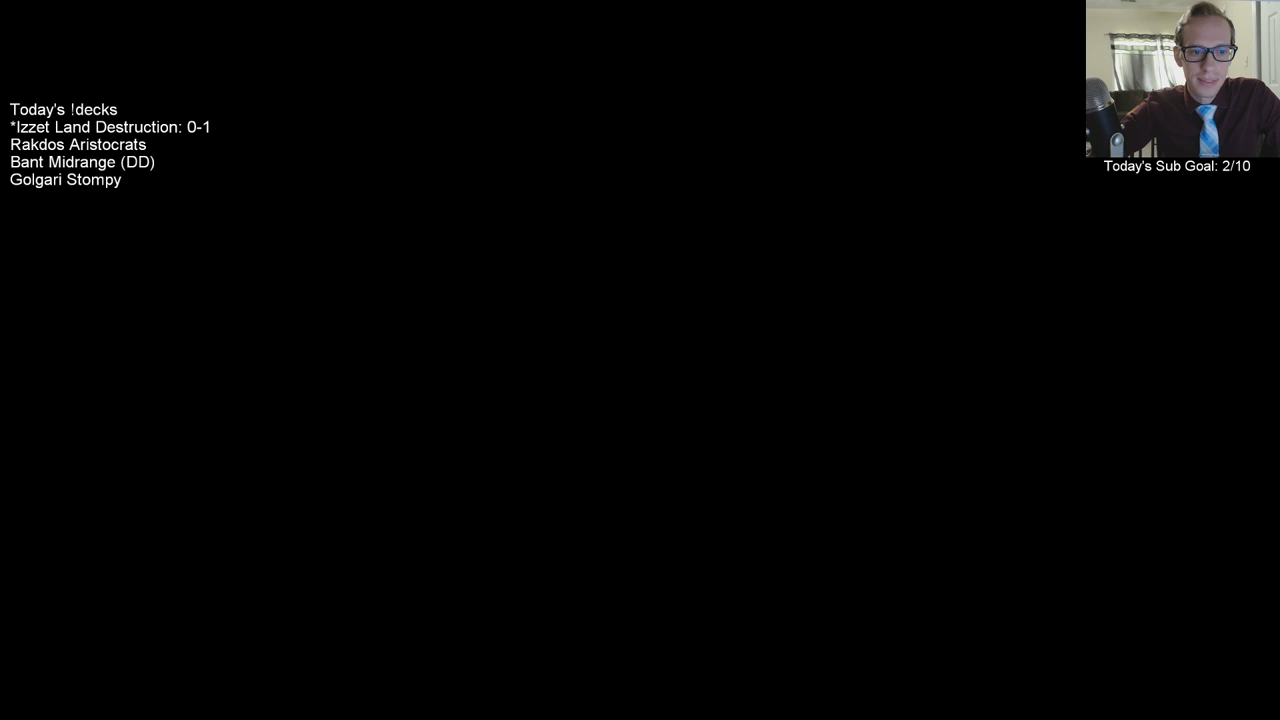 Today's !decks
*Izzet Land Destruction: 0-1
Rakdos Aristocrats
Bant Midrange (DD)
Golgari Stompy
Today's Sub Goal: 2/10